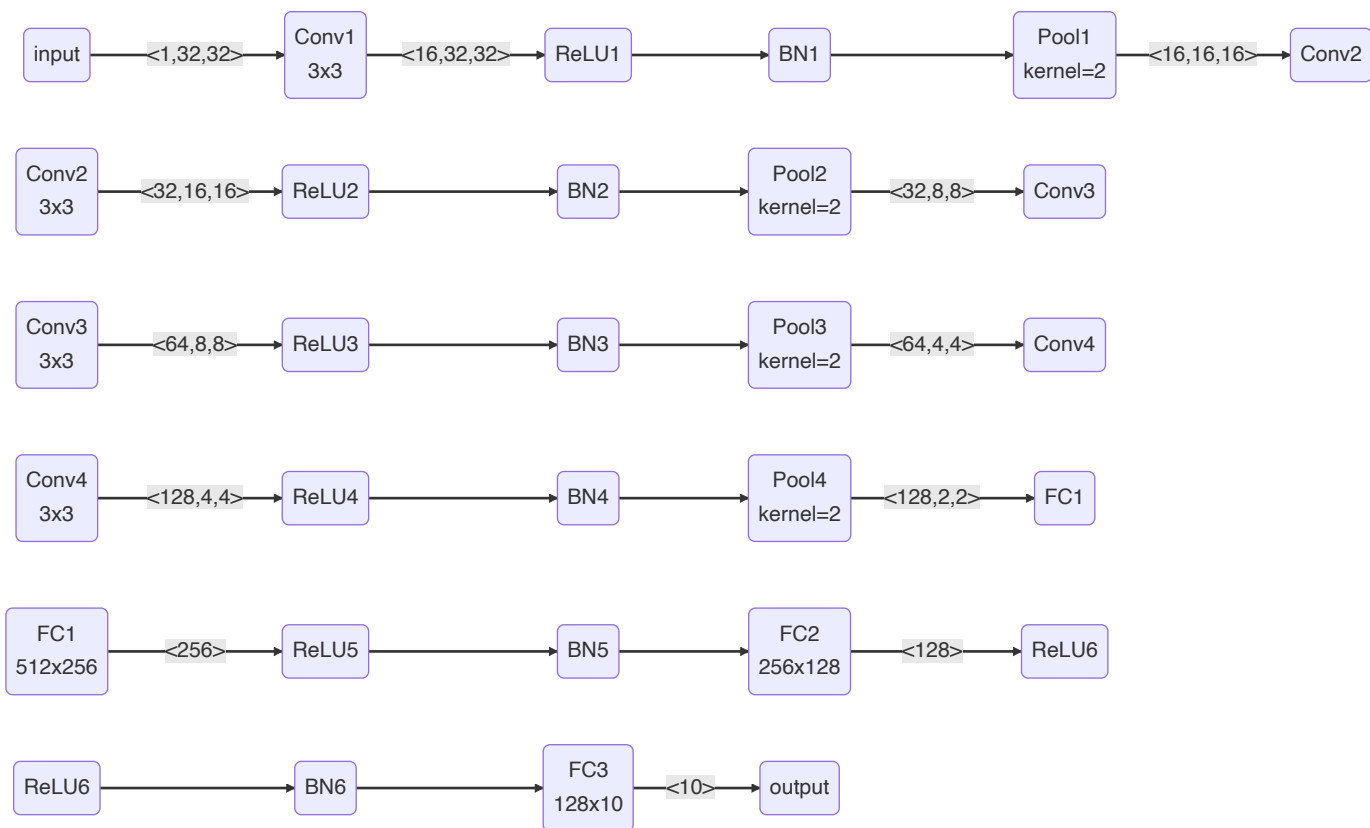 input
<1,32,32>
Conv1
3x3
<16,32,32>
ReLU1
BN1
Pool1
kernel=2
<16,16,16>
Conv2
Conv2
3x3
<32,16,16>
ReLU2
BN2
Pool2
kernel=2
<32,8,8>
Conv3
Conv3
3x3
<64,8,8>
ReLU3
BN3
Pool3
kernel=2
<64,4,4>
Conv4
Conv4
3x3
<128,4,4>
ReLU4
BN4
Pool4
kernel=2
<128,2,2>
FC1
FC1
512x256
<256>
ReLU5
BN5
FC2
256x128
<128>
ReLU6
ReLU6
BN6
FC3
128x10
<10>
output